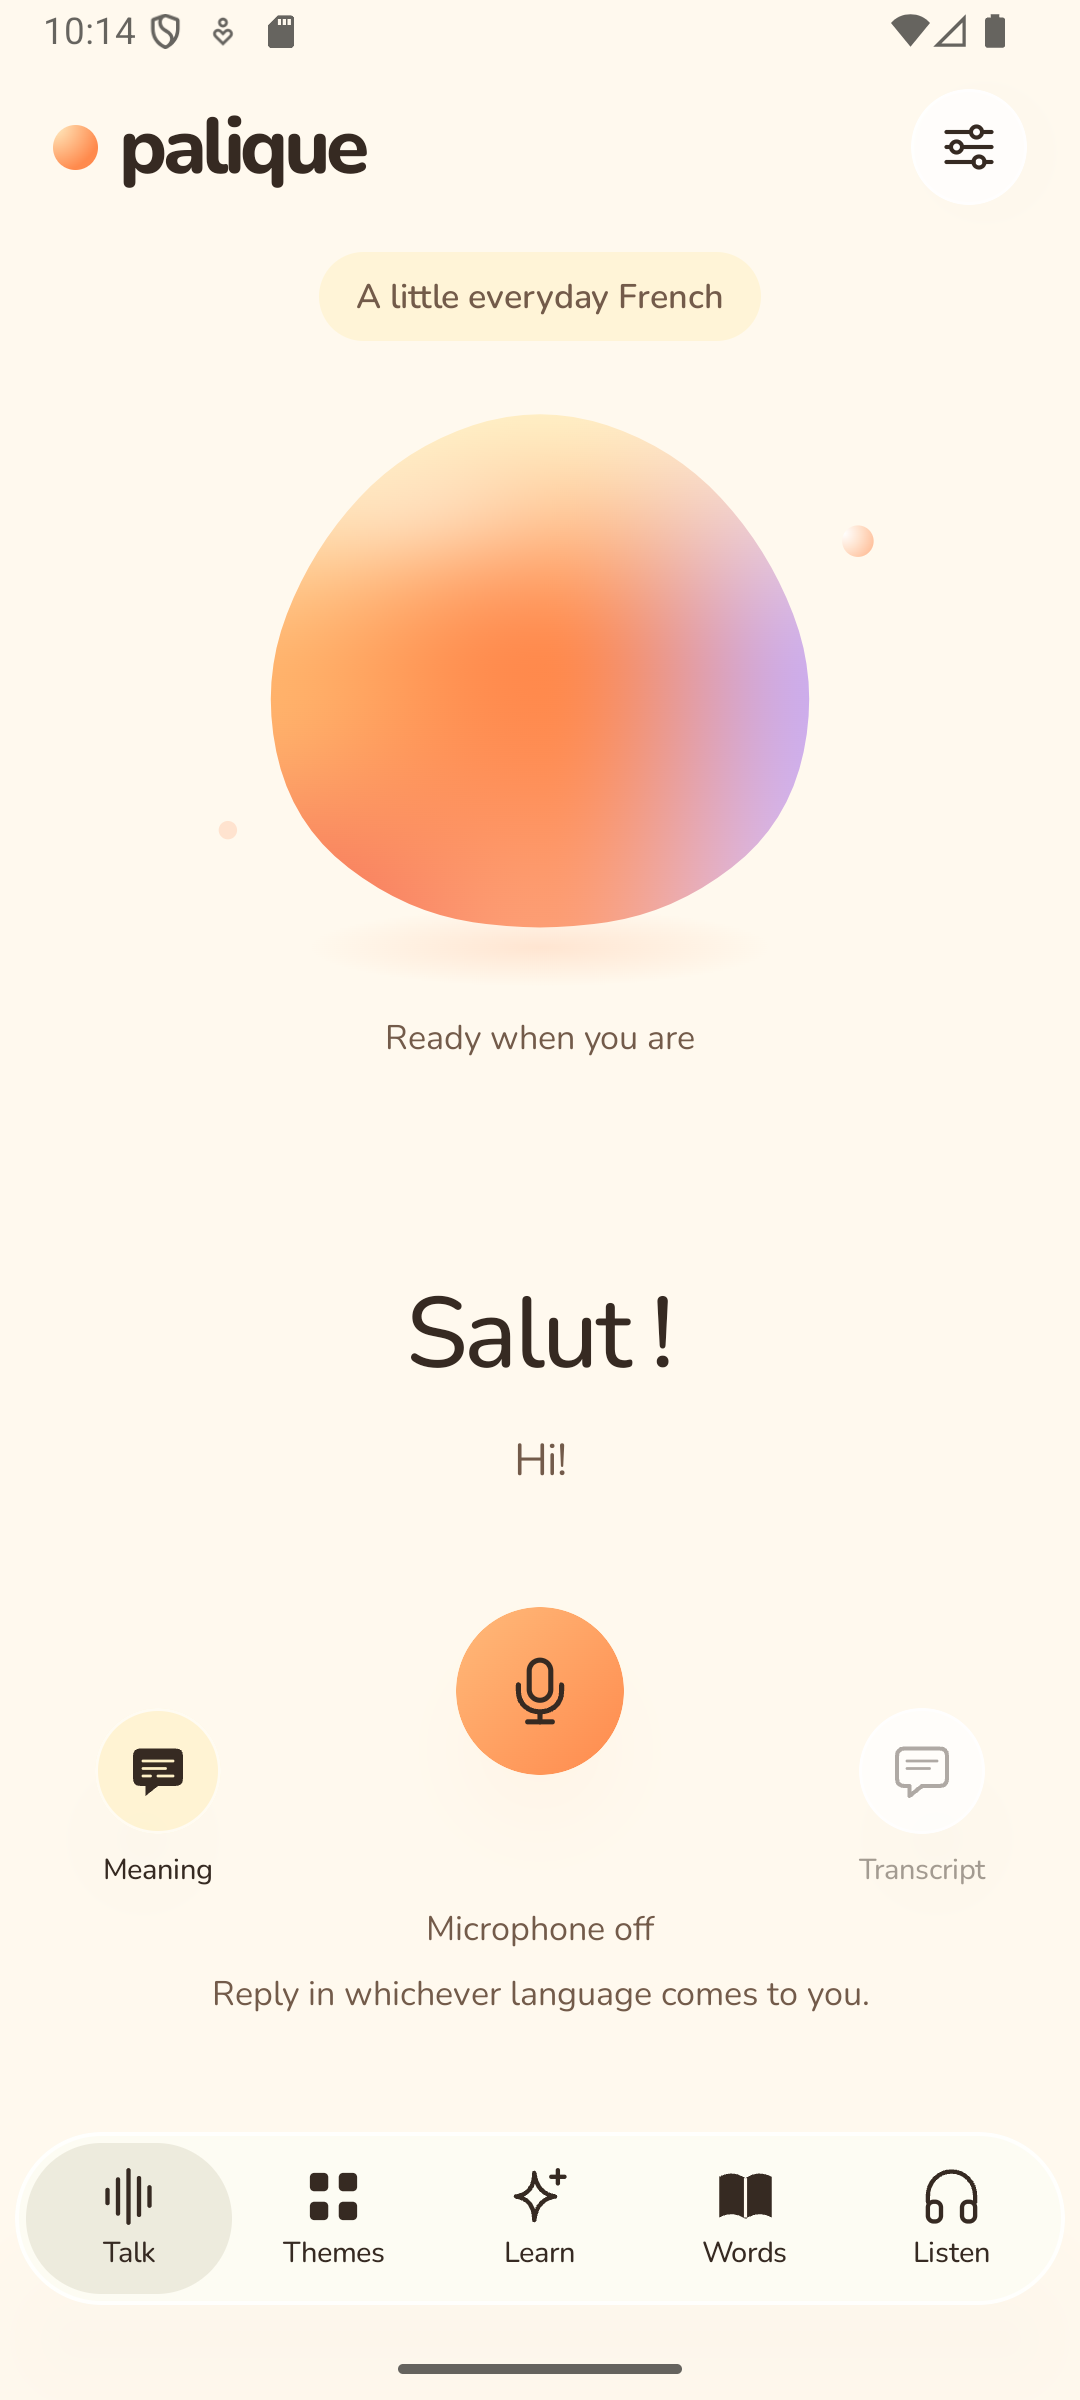 10:14
palique
A little everyday French
Ready when you are
Salut !
Hi!
Meaning
Transcript
Microphone off
Reply in whichever language comes to you.
Talk
Themes
Learn
Words
Listen